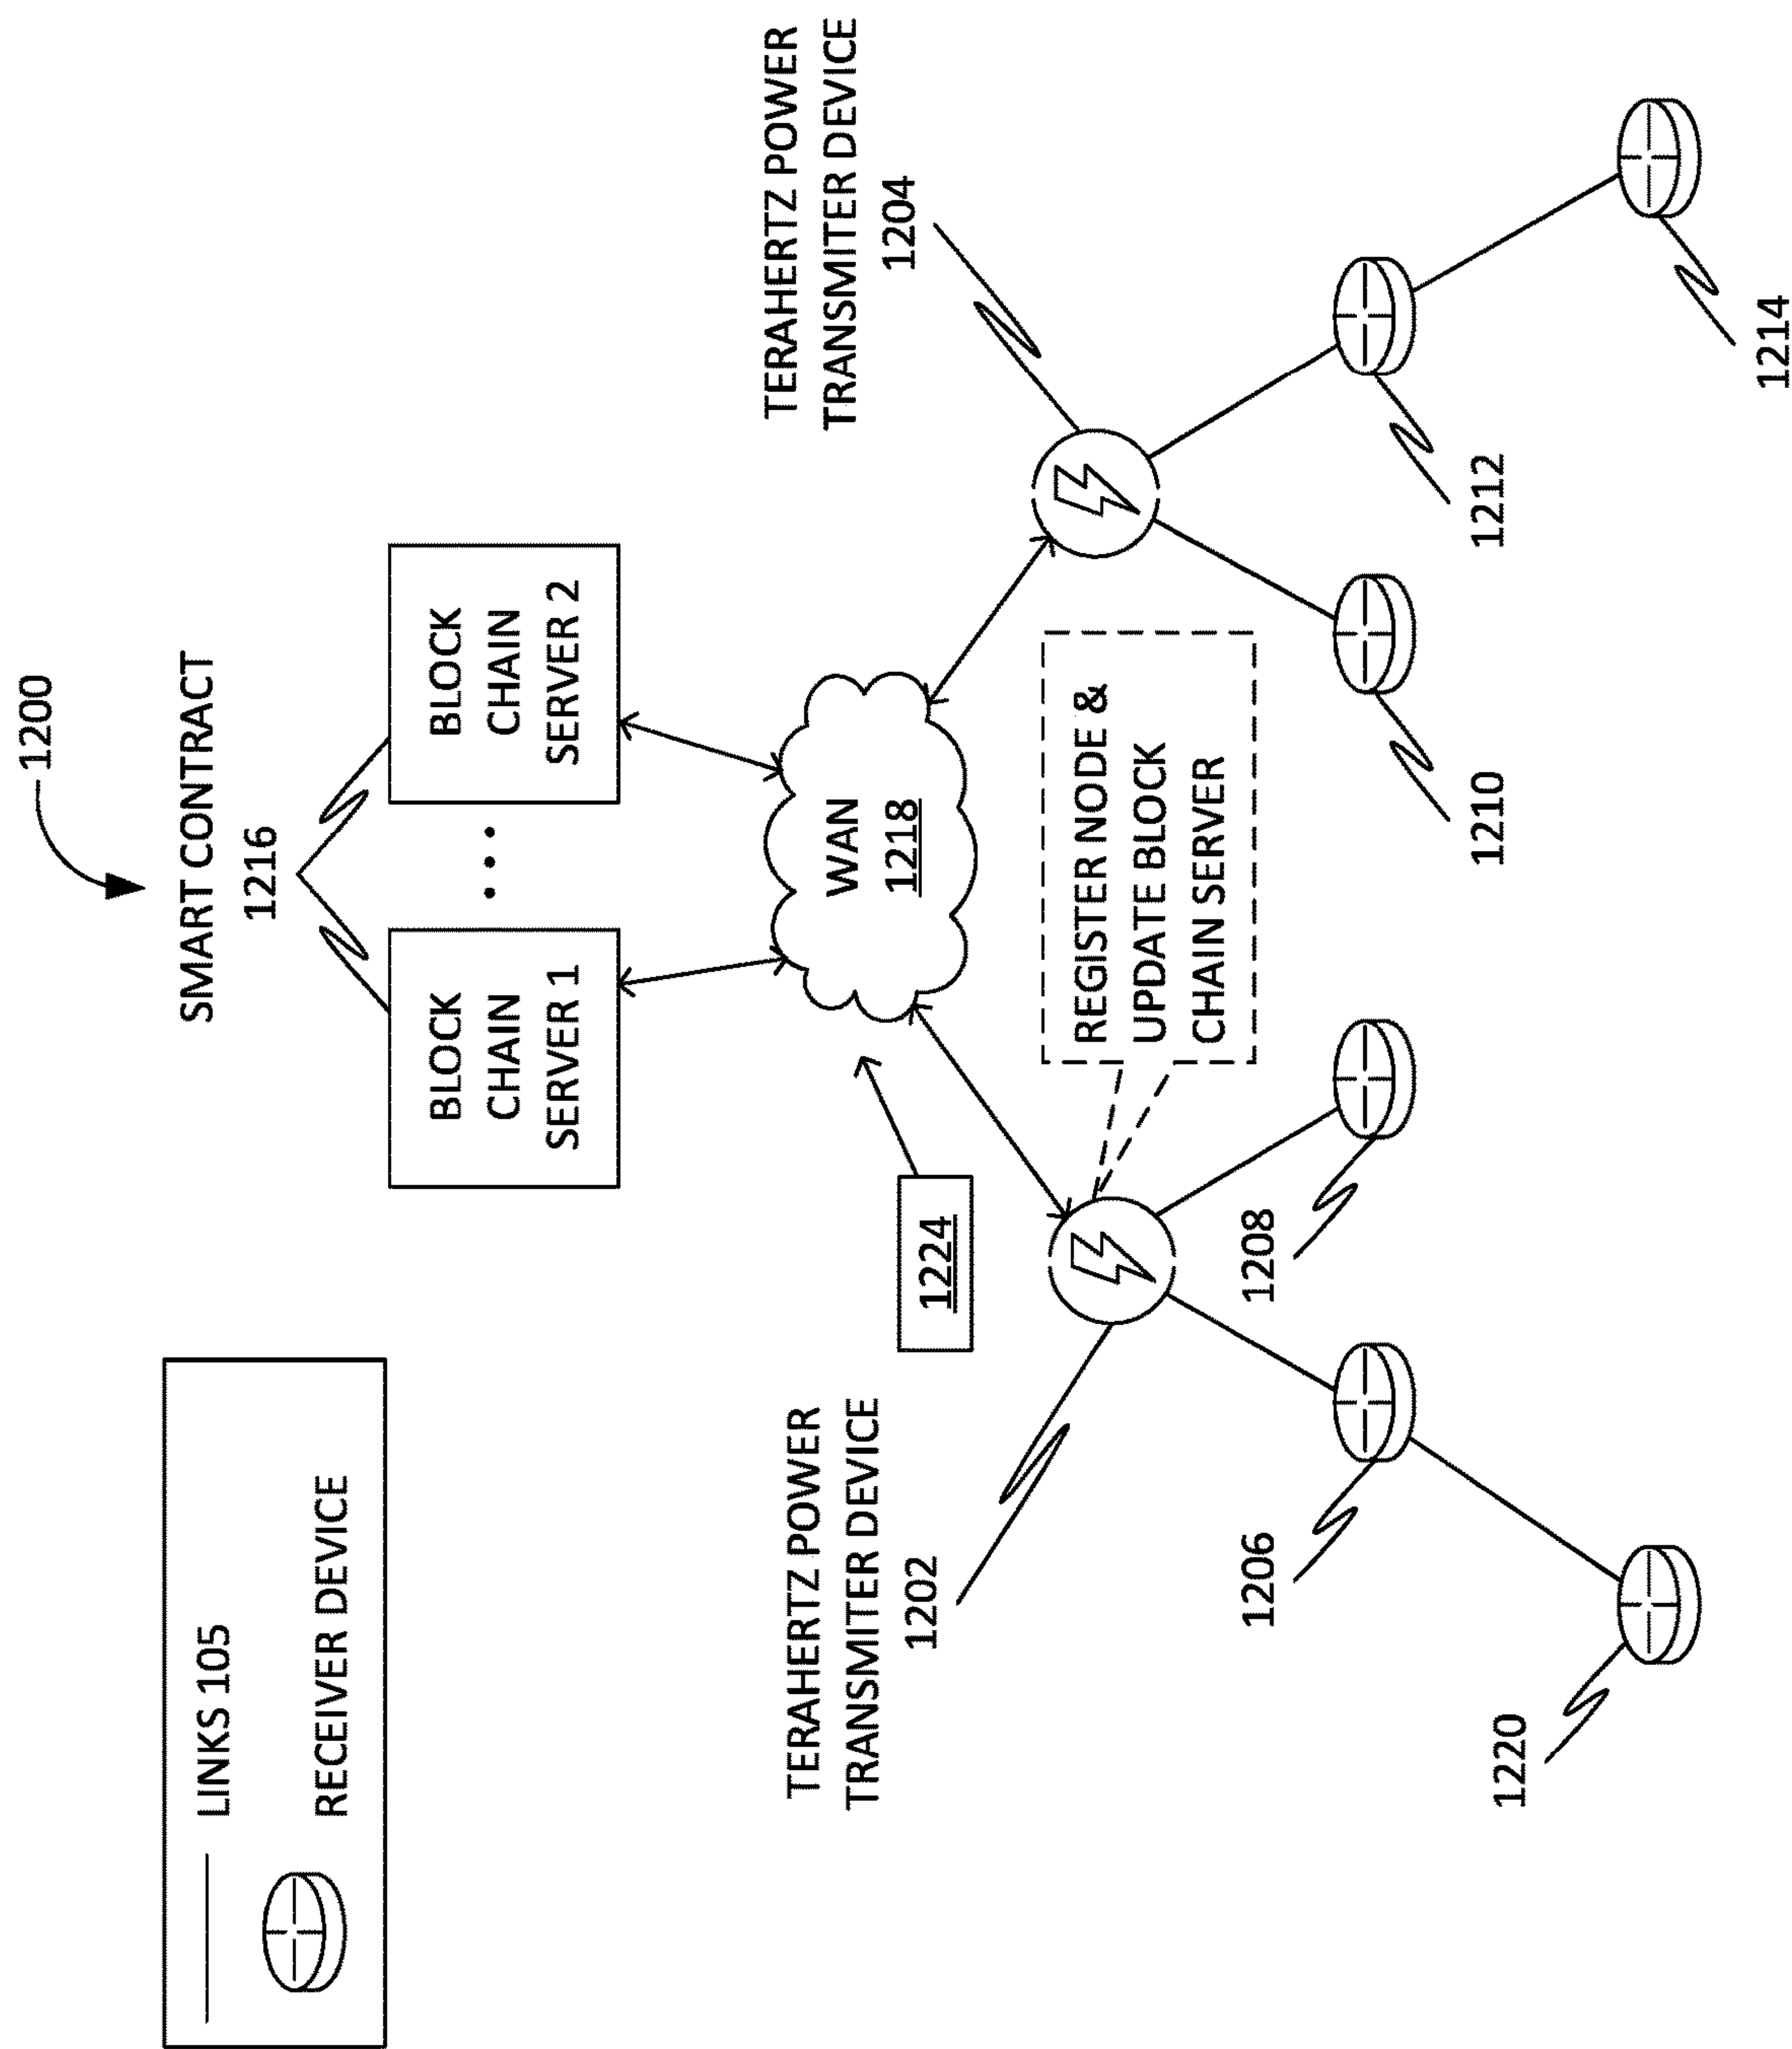 1200
LINKS 105
RECEIVER DEVICE
SMART CONTRACT
1216
BLOCK
CHAIN
SERVER 1
BLOCK
CHAIN
SERVER 2
WAN
1218
1224
TERAHERTZ POWER
TRANSMITER DEVICE
1202
TERAHERTZ POWER
TRANSMITER DEVICE
1204
REGISTER NODE &
UPDATE BLOCK
CHAIN SERVER
1206
1208
1210
1212
1220
1214